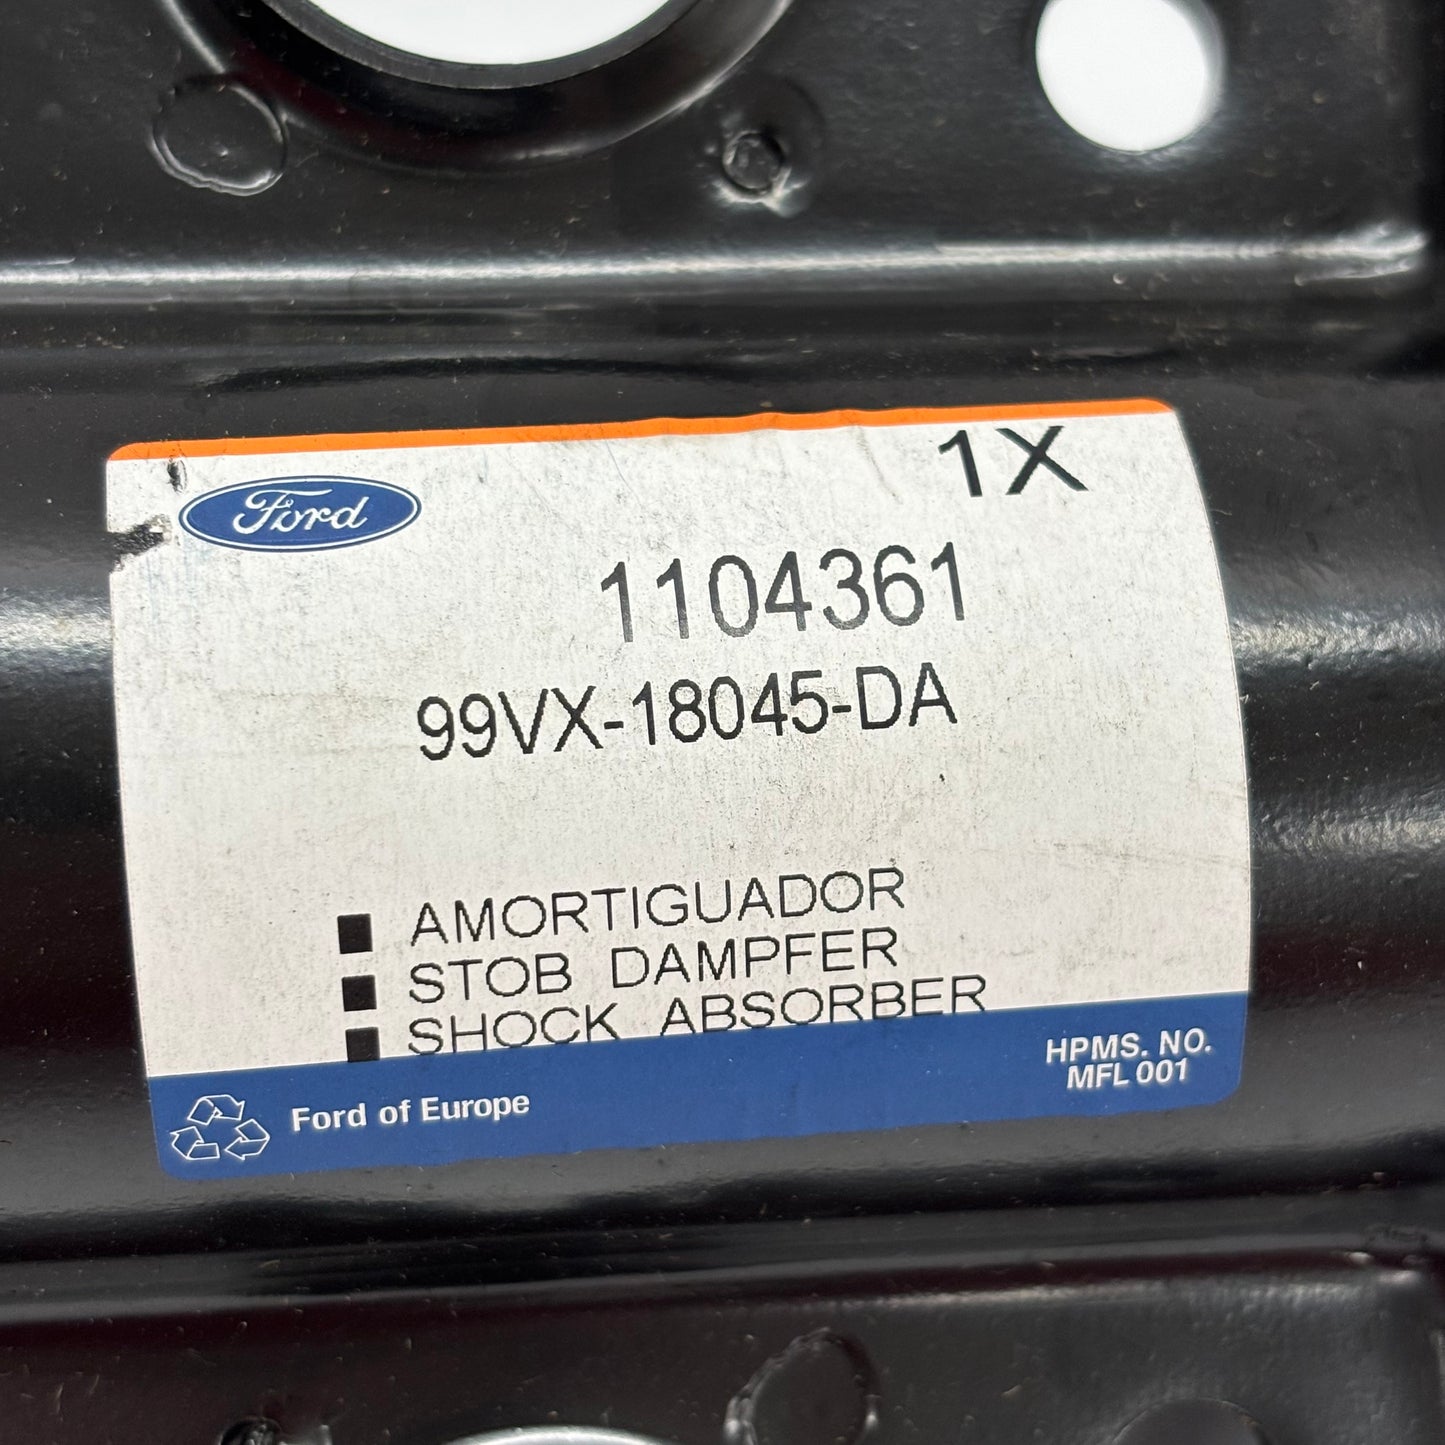 Ford
1X
1104361
99VX-18045-DA
AMORTIGUADOR
STOB DAMPFER
SHOCK ABSORBER
HPMS. NO.
MFL 001
Ford of Europe